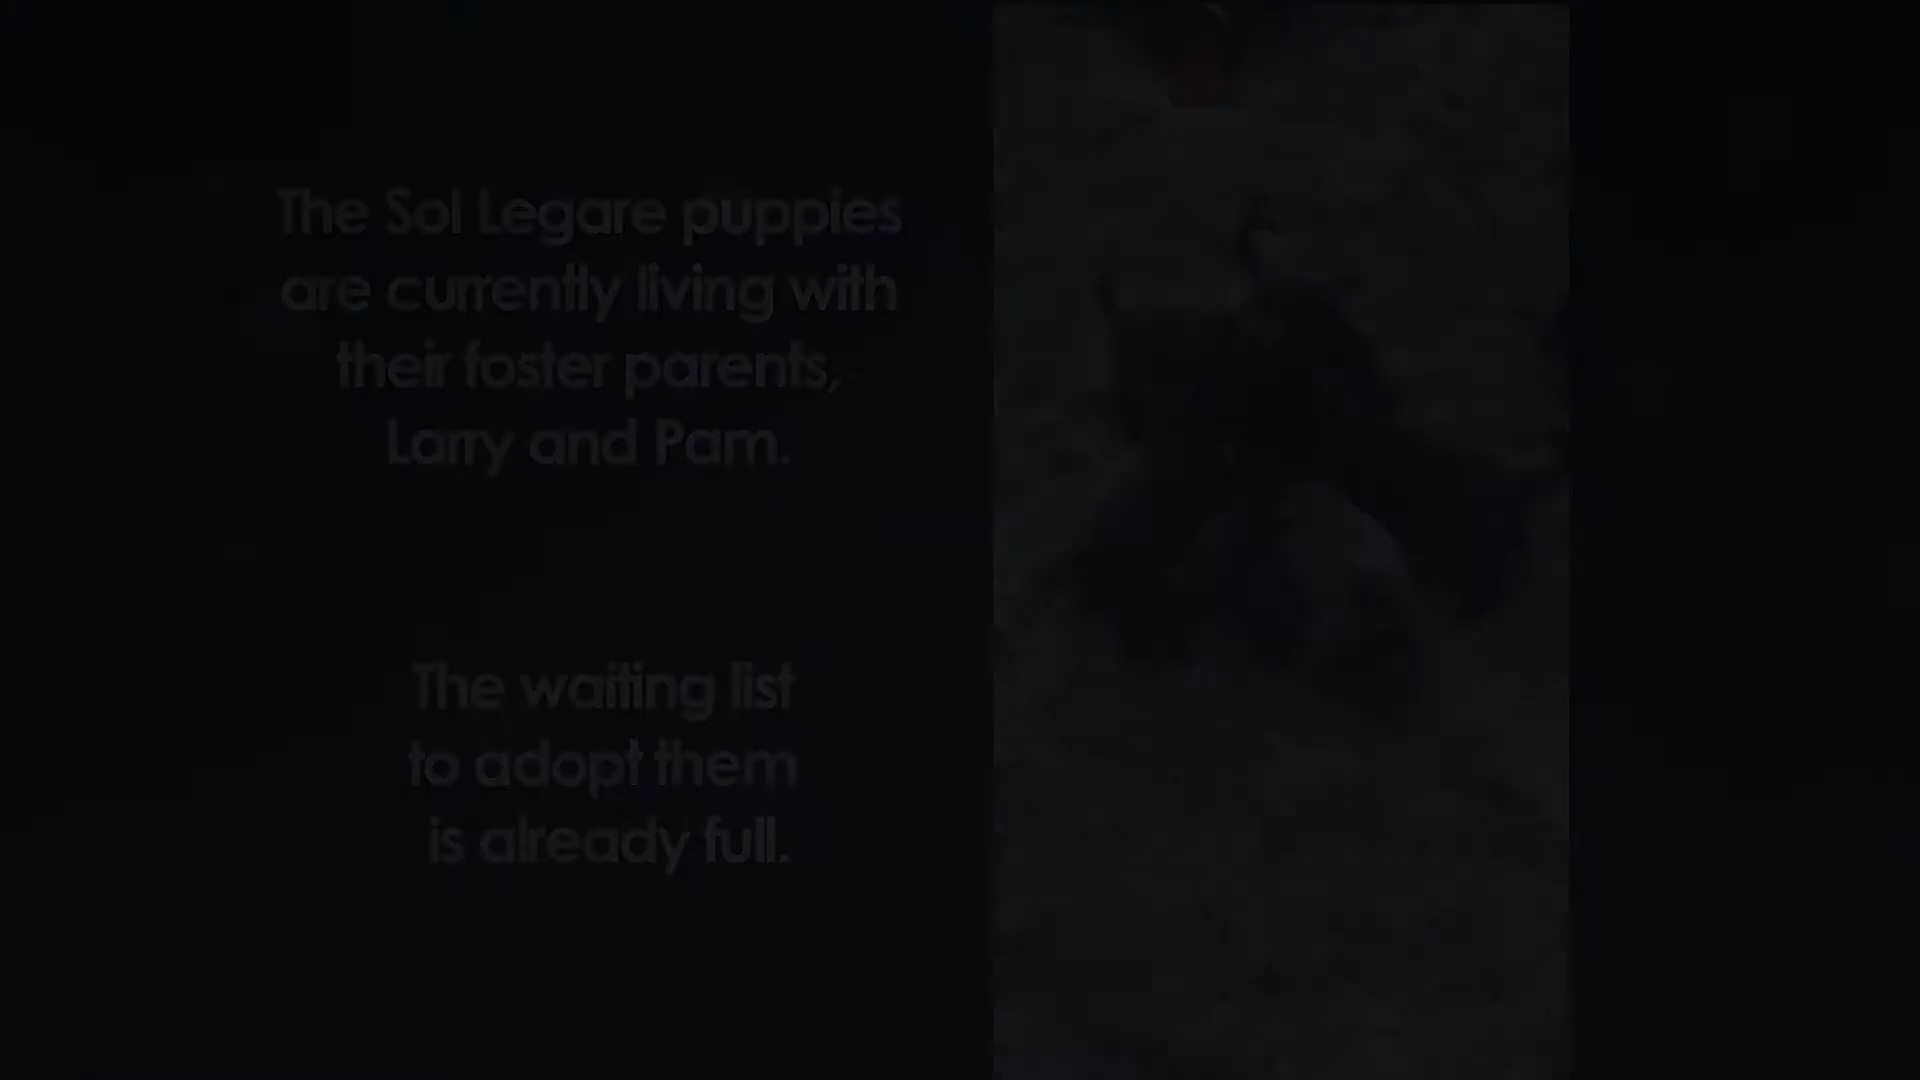 The Sol Legare puppies
are currently living with
their foster parents,
Larry and Pam.
The waiting list
to adopt them
is already full.